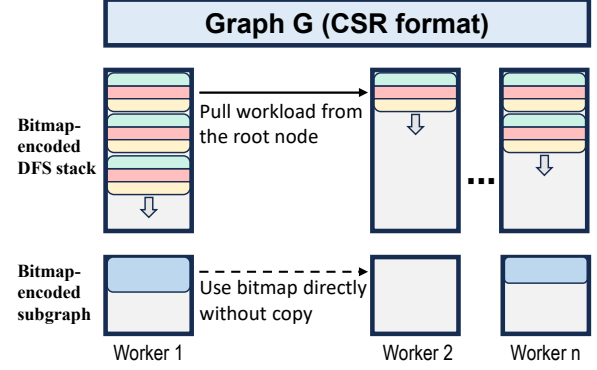 Graph G (CSR format)
Bitmap-
encoded
DFS stack
Pull workload from
the root node
...
Bitmap-
encoded
subgraph
Use bitmap directly
without copy
Worker 1
Worker 2
Worker n